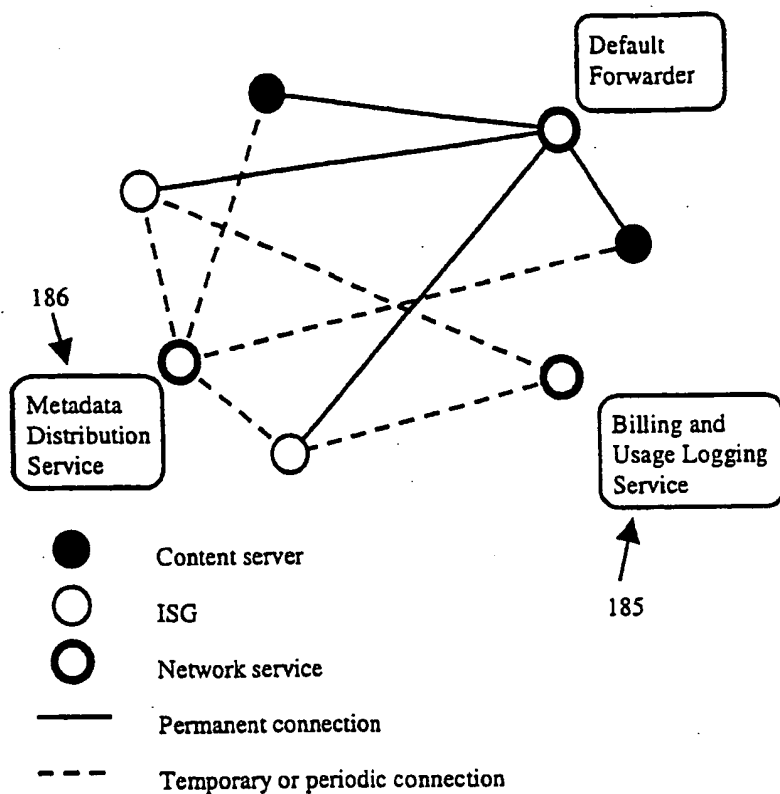 Default
Forwarder
186
Metadata
Distribution
Service
Billing and
Usage Logging
Service
185
Content server
ISG
Network service
Permanent connection
Temporary or periodic connection